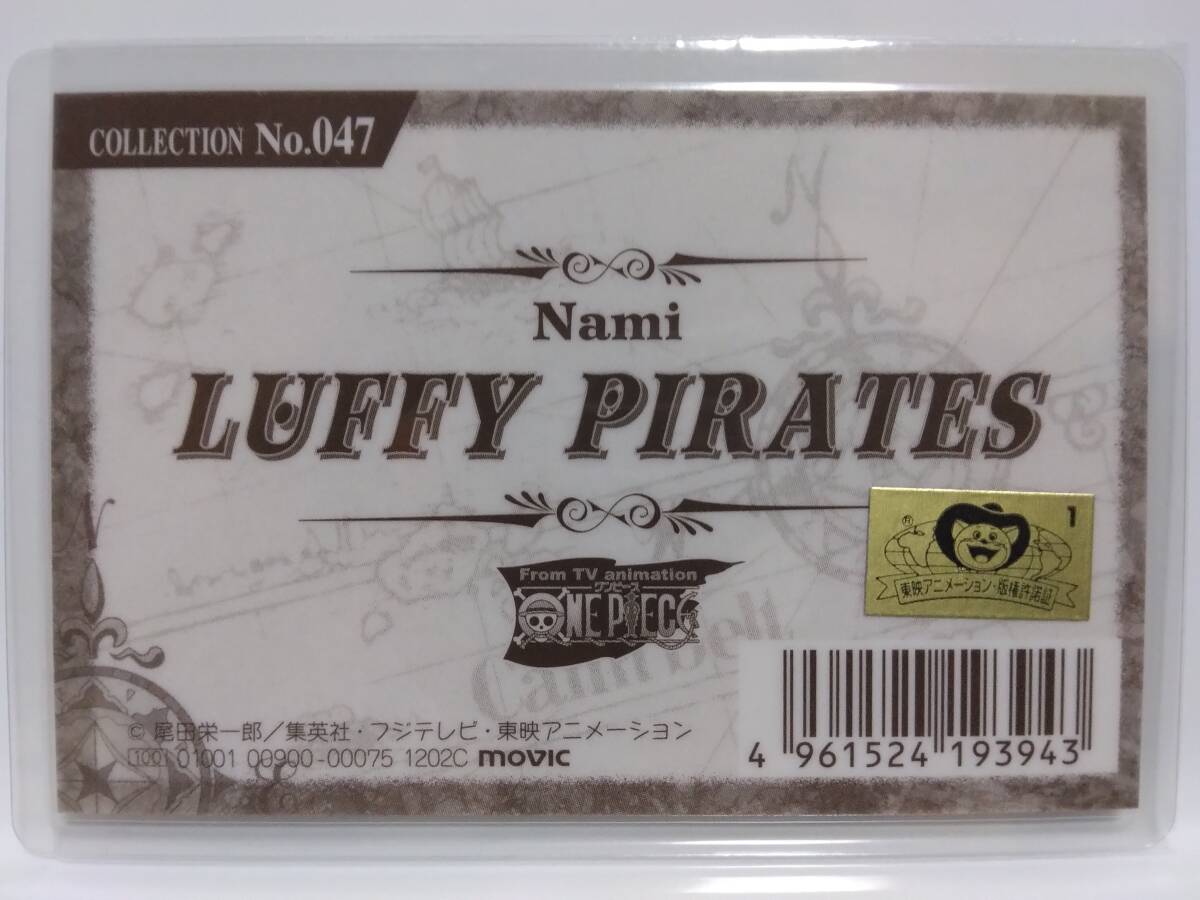 COLLECTION No.047
Nami
LUFFY PIRATES
1
®
東映アニメーション・版権許諾証
From TV animation
ワンピース
ONE PIECE
© 尾田栄一郎／集英社・フジテレビ・東映アニメーション
100 01001 00900-00075 1202C movic
4 961524 193943